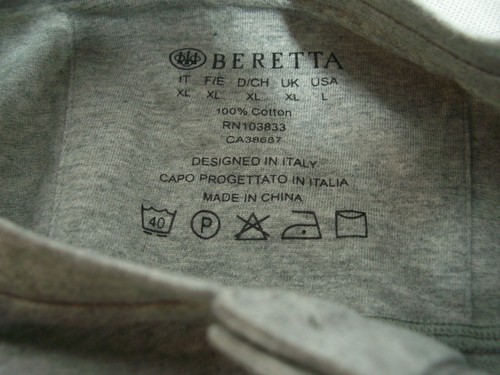 BERETTA
IT F/E D/CH UK USA
XL XL XL XL L
100% Cotton
RN103833
CA38687
DESIGNED IN ITALY
CAPO PROGETTATO IN ITALIA
MADE IN CHINA
40 P